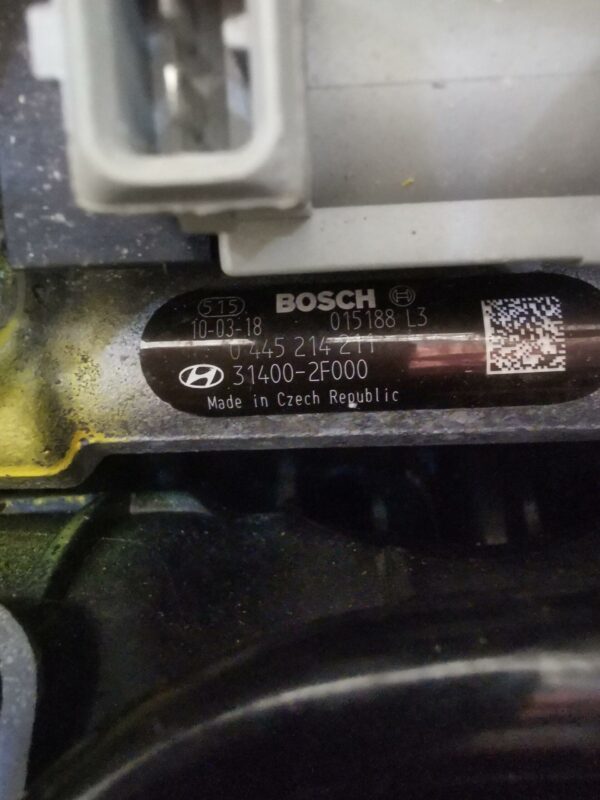 515 BOSCH
10-03-18 015188 L3
0 445 214 211
31400-2F000
Made in Czech Republic